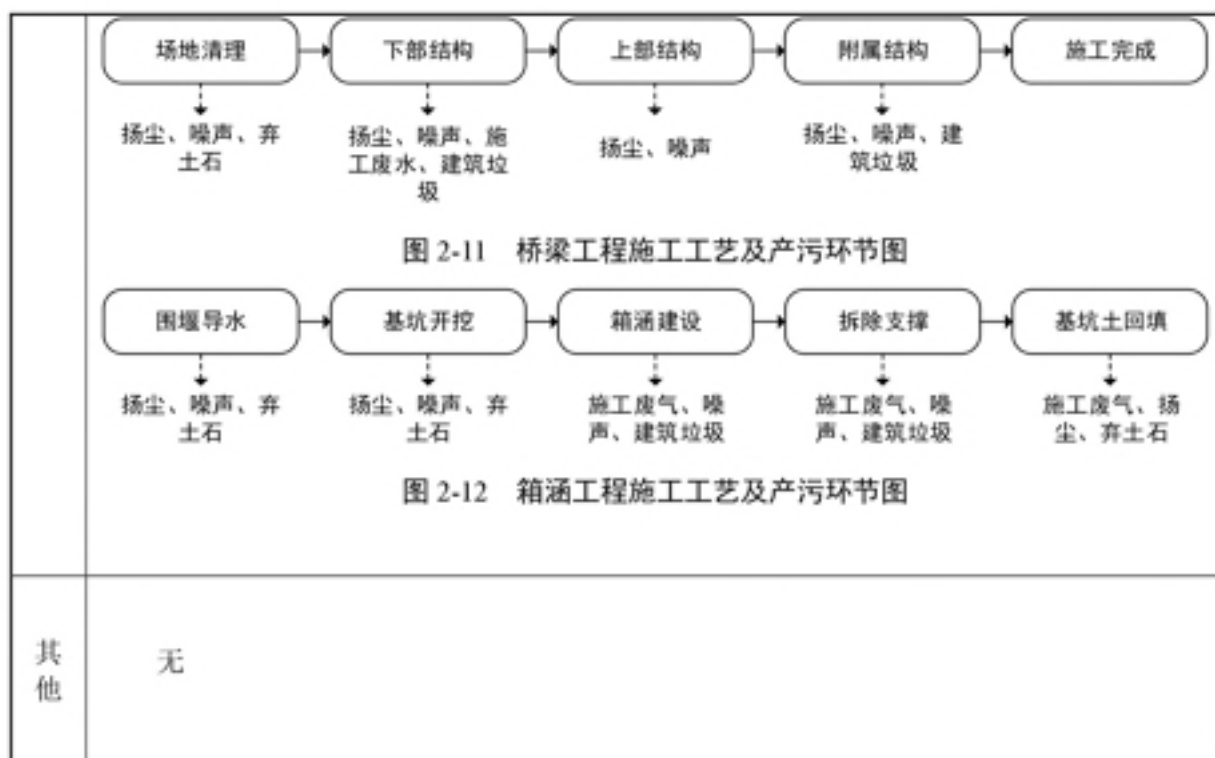 场地清理 下部结构 上部结构 附属结构 施工完成
扬尘、噪声、弃
土石
扬尘、噪声、施
工废水、建筑垃
圾
扬尘、噪声
扬尘、噪声、建
筑垃圾
图 2-11 桥梁工程施工工艺及产污环节图
围堰导水 基坑开挖 箱涵建设 拆除支撑 基坑土回填
扬尘、噪声、弃
土石
扬尘、噪声、弃
土石
施工废气、噪
声、建筑垃圾
施工废气、噪
声、建筑垃圾
施工废气、扬
尘、弃土石
图 2-12 箱涵工程施工工艺及产污环节图
其
他
无